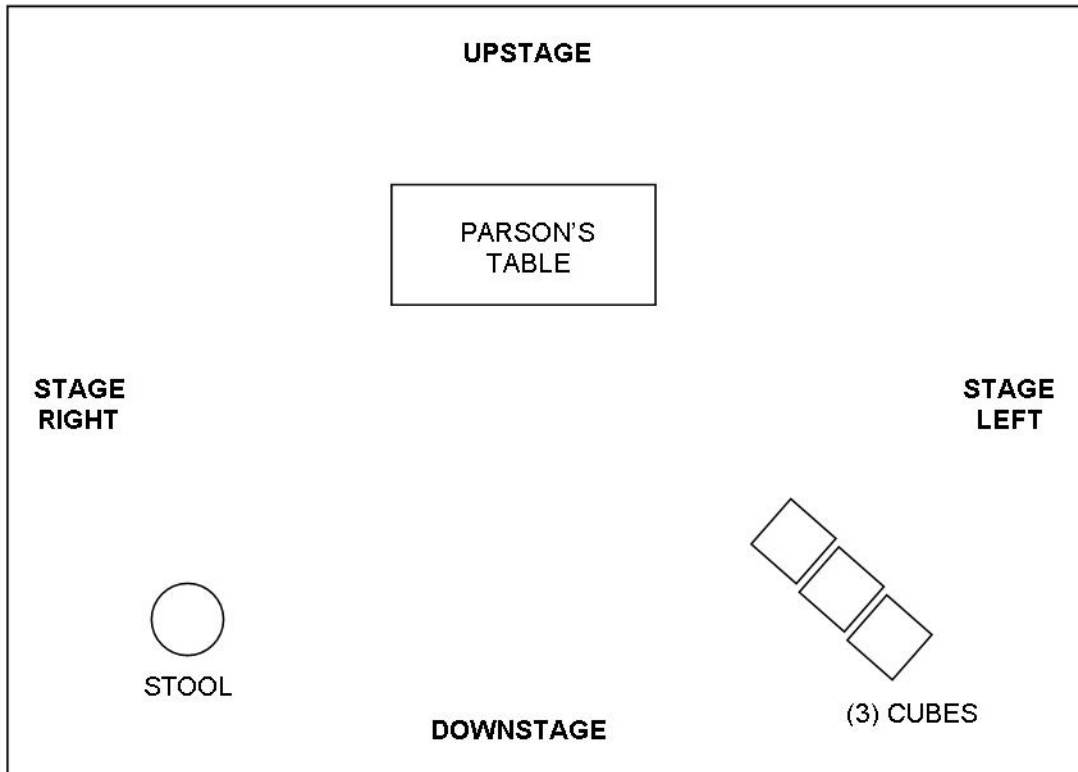 UPSTAGE
PARSON'S
TABLE
STAGE
RIGHT
STAGE
LEFT
STOOL
(3) CUBES
DOWNSTAGE